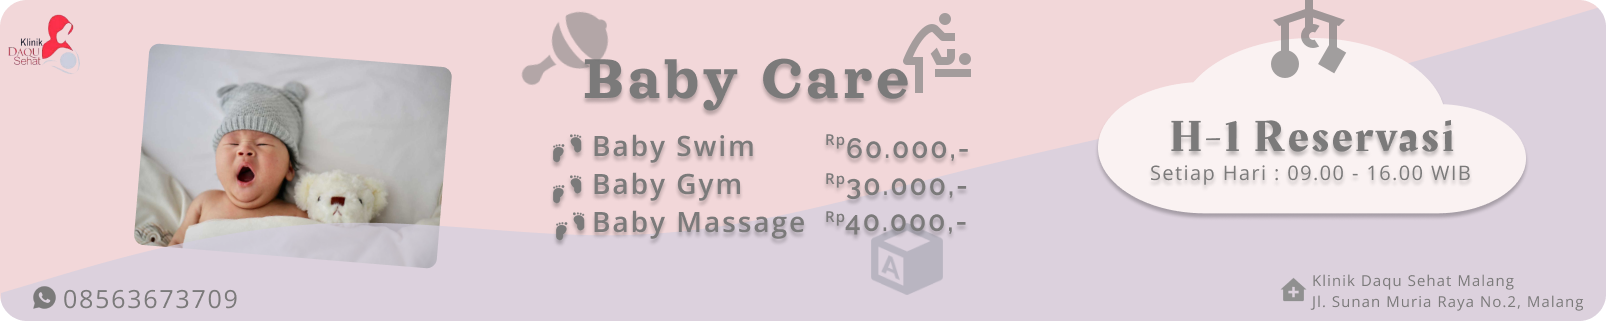 Klinik
DAQU
Sehat
Baby Care
Baby Swim Rp60.000,-
Baby Gym Rp30.000,-
Baby Massage Rp40.000,-
A
H-1 Reservasi
Setiap Hari : 09.00 - 16.00 WIB
08563673709
Klinik Daqu Sehat Malang
Jl. Sunan Muria Raya No.2, Malang